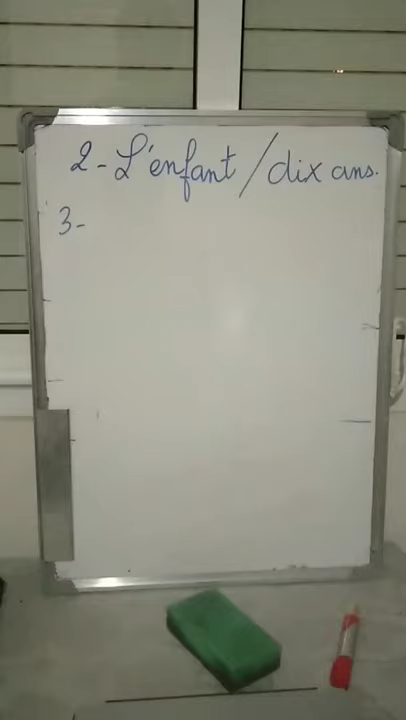 2- L'enfant / dix ans.
3-